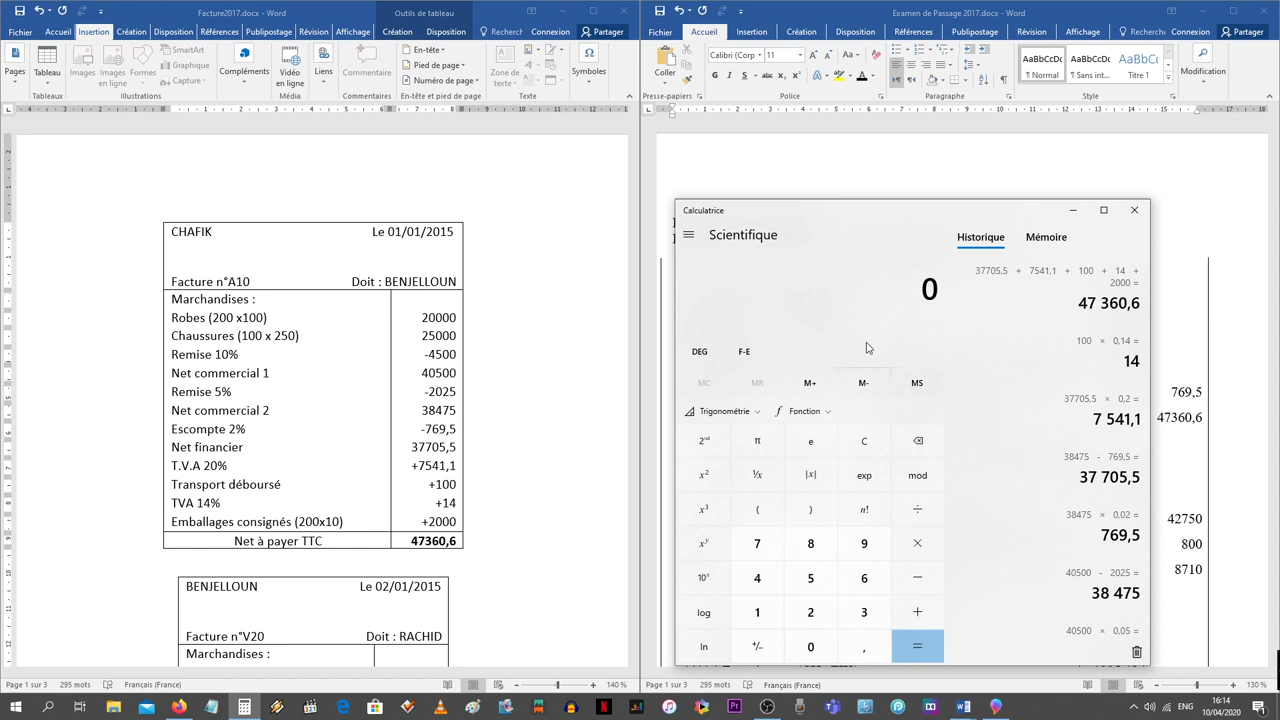 Facture2017.docx - Word
Outils de tableau
Examen de Passage 2017.docx - Word
Fichier Accueil Insertion Création Disposition Références Publipostage Révision Affichage Création Disposition Recherch Connexion Partager
Fichier Accueil Insertion Création Disposition Références Publipostage Révision Affichage Recherche Connexion Partager
Pages
Tableau
Images
Images en ligne
Formes
SmartArt
Graphique
Capture
Compléments
Vidéo en ligne
Liens
Commentaire
En-tête
Pied de page
Numéro de page
Zone de texte
Symboles
Tableaux
Illustrations
Média
Commentaires
En-tête et pied de page
Texte
Coller
Calibri (Corp
11
G I S abc X₂ X²
AaBbCcDc AaBbCcDc AaBbCc
¶ Normal ¶ Sans int... Titre 1
Modification
Presse-papiers
Police
Paragraphe
Style
CHAFIK Le 01/01/2015
Facture n°A10 Doit : BENJELLOUN
Marchandises :
Robes (200 x100) 20000
Chaussures (100 x 250) 25000
Remise 10% -4500
Net commercial 1 40500
Remise 5% -2025
Net commercial 2 38475
Escompte 2% -769,5
Net financier 37705,5
T.V.A 20% +7541,1
Transport déboursé +100
TVA 14% +14
Emballages consignés (200x10) +2000
Net à payer TTC 47360,6
BENJELLOUN Le 02/01/2015
Facture n°V20 Doit : RACHID
Marchandises :
Calculatrice
Scientifique
0
DEG F-E
MC MR M+ M- MS
Trigonométrie Fonction
2ⁿᵈ π e C
x² ¹/x |x| exp mod
x³ ( ) n! ÷
xʸ 7 8 9 ×
10ˣ 4 5 6 −
log 1 2 3 +
ln +/− 0 , =
Historique Mémoire
37705,5 + 7541,1 + 100 + 14 +
2000 =
47 360,6
100 × 0,14 =
14
37705,5 × 0,2 =
7 541,1
38475 - 769,5 =
37 705,5
38475 × 0,02 =
769,5
40500 - 2025 =
38 475
40500 × 0,05 =
769,5
47360,6
42750
800
8710
Page 1 sur 3 295 mots Français (France) 140 %
Page 1 sur 3 295 mots Français (France) 130 %
ENG
16:14
10/04/2020